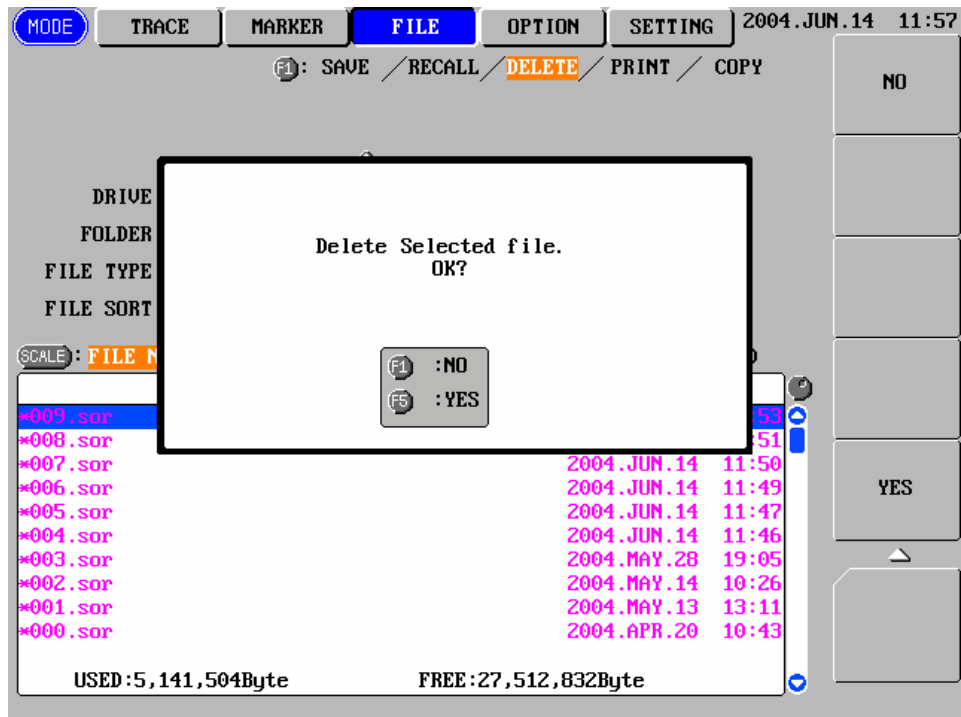 MODE TRACE MARKER FILE OPTION SETTING 2004.JUN.14 11:57
F1: SAVE / RECALL / DELETE / PRINT / COPY
NO
DRIVE
FOLDER
FILE TYPE
FILE SORT
Delete Selected file.
OK?
F1 :NO
F5 :YES
SCALE: FILE N
*009.sor :53
*008.sor :51
*007.sor 2004.JUN.14 11:50
*006.sor 2004.JUN.14 11:49
*005.sor 2004.JUN.14 11:47
*004.sor 2004.JUN.14 11:46
*003.sor 2004.MAY.28 19:05
*002.sor 2004.MAY.14 10:26
*001.sor 2004.MAY.13 13:11
*000.sor 2004.APR.20 10:43
YES
USED:5,141,504Byte FREE:27,512,832Byte